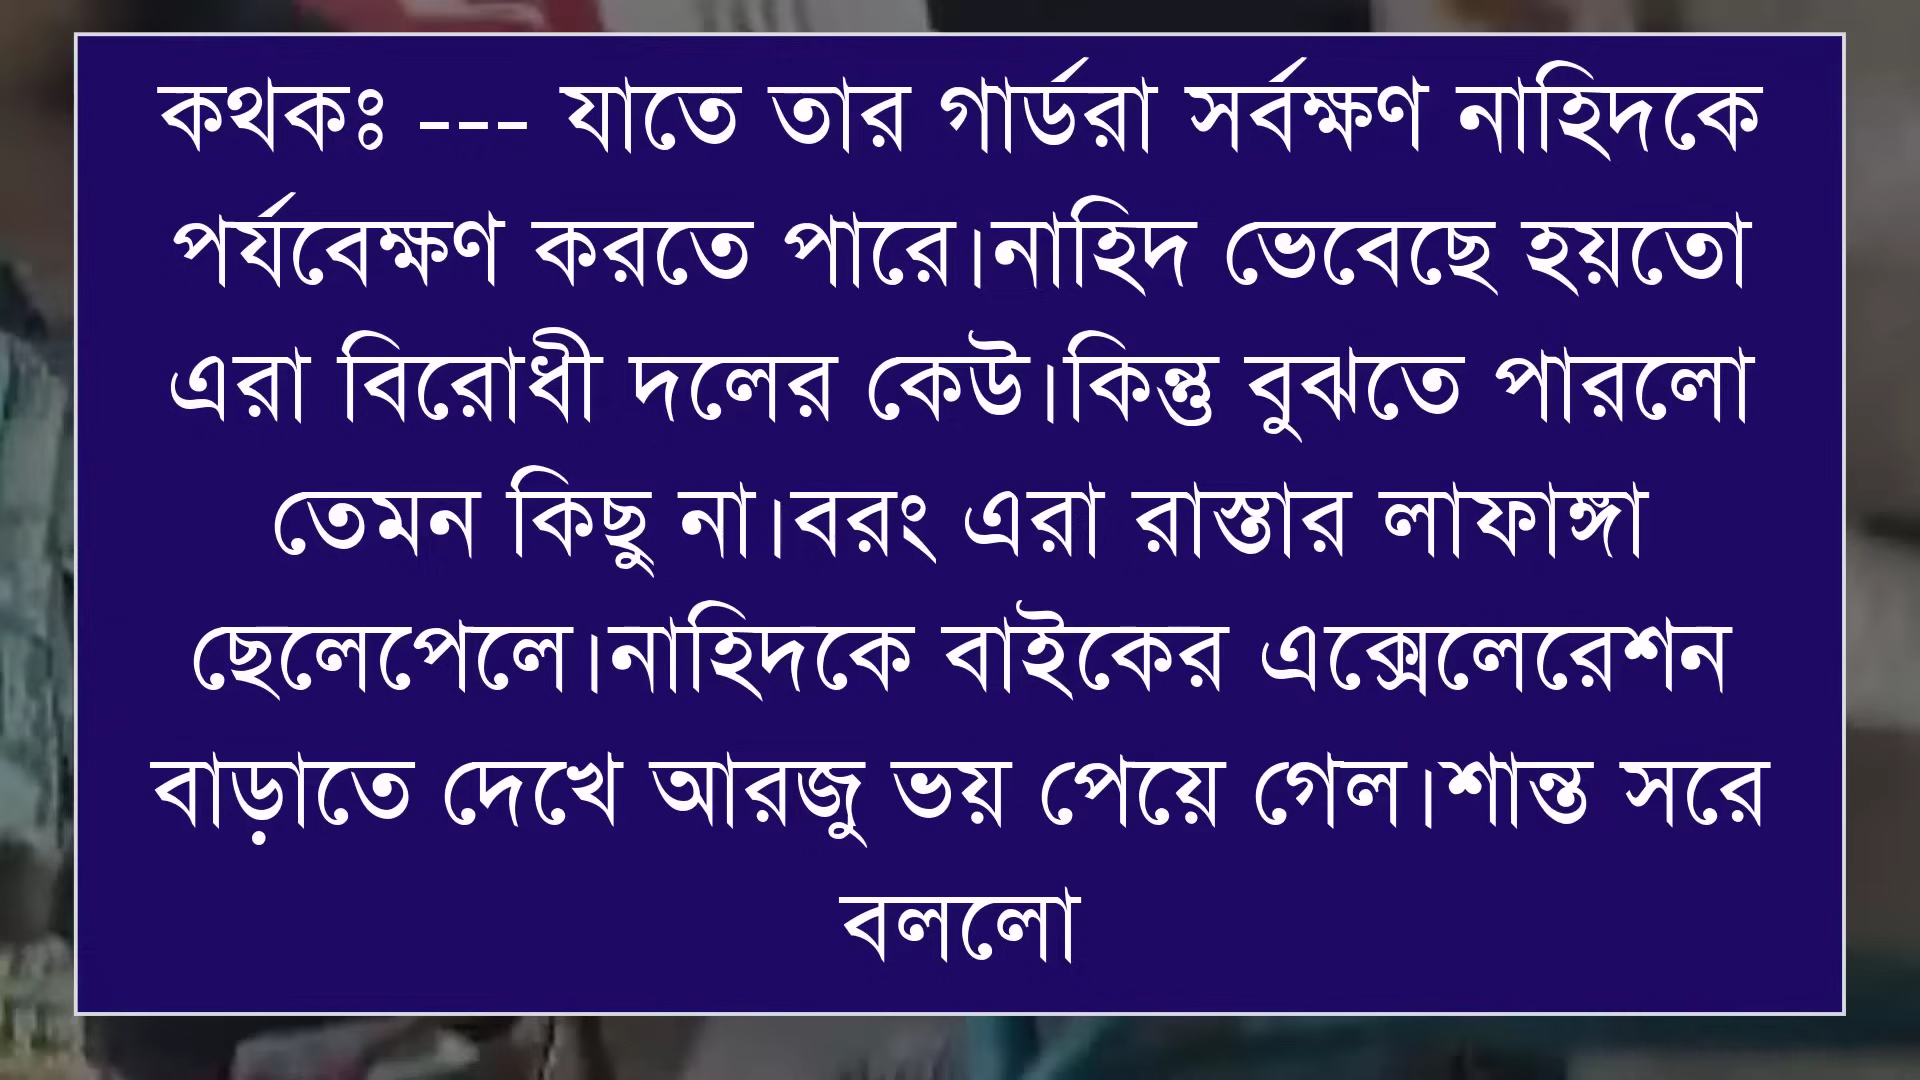 কথকঃ --- যাতে তার গার্ডরা সর্বক্ষণ নাহিদকে
পর্যবেক্ষণ করতে পারে।নাহিদ ভেবেছে হয়তো
এরা বিরোধী দলের কেউ।কিন্তু বুঝতে পারলো
তেমন কিছু না।বরং এরা রাস্তার লাফাঙ্গা
ছেলেপেলে।নাহিদকে বাইকের এক্সেলেরেশন
বাড়াতে দেখে আরজু ভয় পেয়ে গেল।শান্ত সরে
বললো